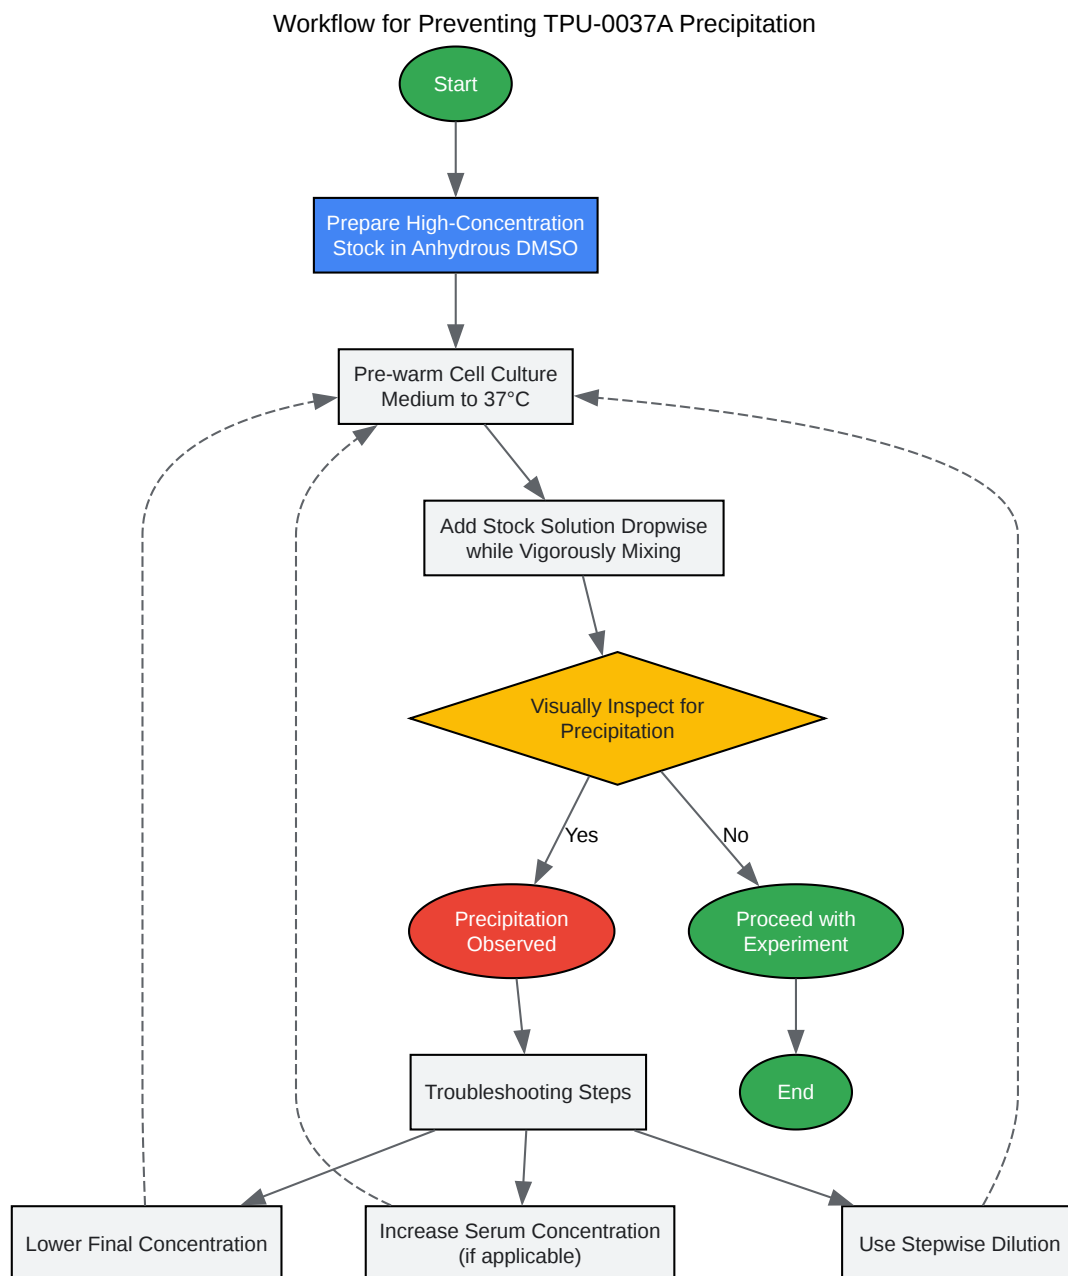 Workflow for Preventing TPU-0037A Precipitation
Start
Prepare High-Concentration
Stock in Anhydrous DMSO
Pre-warm Cell Culture
Medium to 37°C
Add Stock Solution Dropwise
while Vigorously Mixing
Visually Inspect for
Precipitation
Yes
No
Precipitation
Observed
Proceed with
Experiment
Troubleshooting Steps
End
Lower Final Concentration
Increase Serum Concentration
(if applicable)
Use Stepwise Dilution